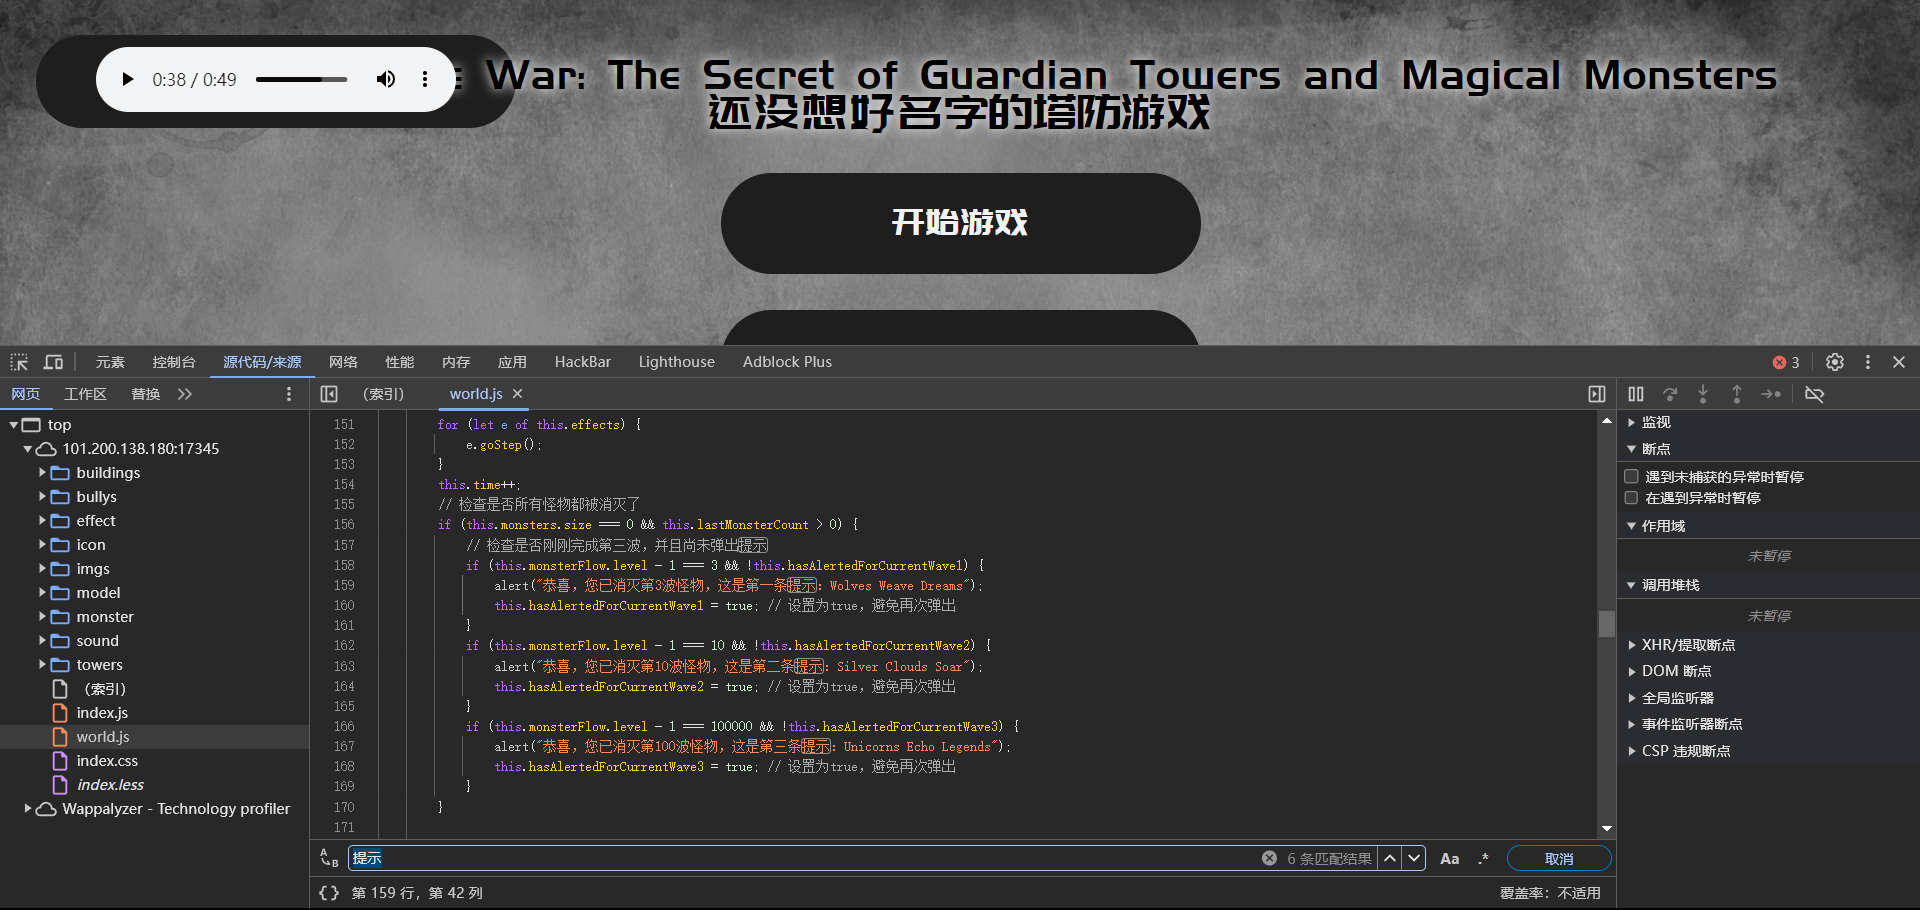 0:38 / 0:49
War: The Secret of Guardian Towers and Magical Monsters
还没想好名字的塔防游戏
开始游戏
元素 控制台 源代码/来源 网络 性能 内存 应用 HackBar Lighthouse Adblock Plus 3
网页 工作区 替换 (索引) world.js
top
101.200.138.180:17345
buildings
bullys
effect
icon
imgs
model
monster
sound
towers
(索引)
index.js
world.js
index.css
index.less
Wappalyzer - Technology profiler
151 for (let e of this.effects) {
152 e.goStep();
153 }
154 this.time++;
155 // 检查是否所有怪物都被消灭了
156 if (this.monsters.size === 0 && this.lastMonsterCount > 0) {
157 // 检查是否刚刚完成第三波，并且尚未弹出提示
158 if (this.monsterFlow.level - 1 === 3 && !this.hasAlertedForCurrentWave1) {
159 alert("恭喜，您已消灭第3波怪物，这是第一条提示：Wolves Weave Dreams");
160 this.hasAlertedForCurrentWave1 = true; // 设置为true，避免再次弹出
161 }
162 if (this.monsterFlow.level - 1 === 10 && !this.hasAlertedForCurrentWave2) {
163 alert("恭喜，您已消灭第10波怪物，这是第二条提示：Silver Clouds Soar");
164 this.hasAlertedForCurrentWave2 = true; // 设置为true，避免再次弹出
165 }
166 if (this.monsterFlow.level - 1 === 100000 && !this.hasAlertedForCurrentWave3) {
167 alert("恭喜，您已消灭第100波怪物，这是第三条提示：Unicorns Echo Legends");
168 this.hasAlertedForCurrentWave3 = true; // 设置为true，避免再次弹出
169 }
170 }
171
提示 6 条匹配结果 Aa .* 取消
{} 第 159 行，第 42 列 覆盖率：不适用
监视
断点
遇到未捕获的异常时暂停
在遇到异常时暂停
作用域
未暂停
调用堆栈
未暂停
XHR/提取断点
DOM 断点
全局监听器
事件监听器断点
CSP 违规断点